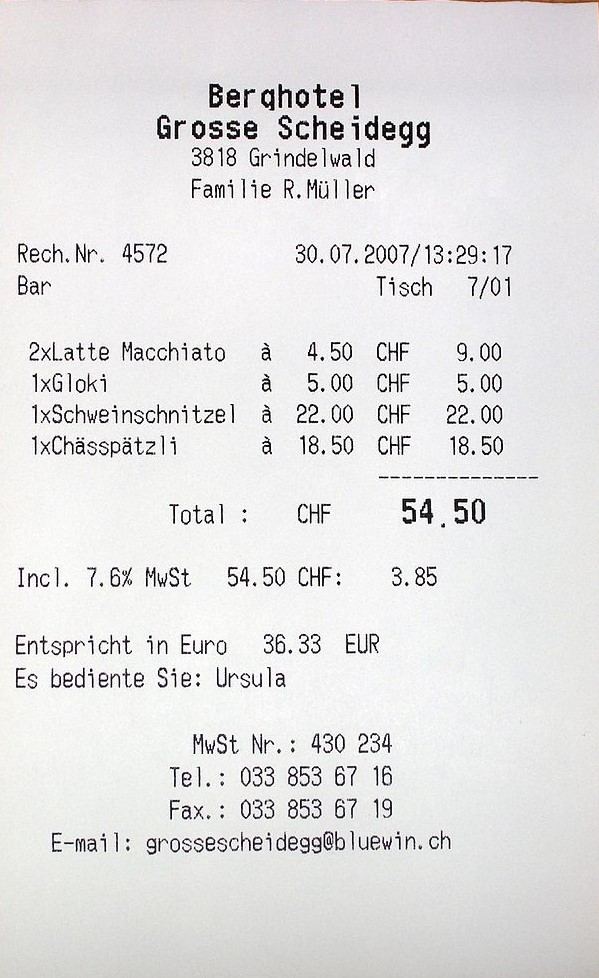 Berghotel
Grosse Scheidegg
3818 Grindelwald
Familie R.Müller
Rech.Nr. 4572 30.07.2007/13:29:17
Bar Tisch 7/01
2xLatte Macchiato à 4.50 CHF 9.00
1xGloki à 5.00 CHF 5.00
1xSchweinschnitzel à 22.00 CHF 22.00
1xChässpätzli à 18.50 CHF 18.50
--------------
Total : CHF 54.50
Incl. 7.6% MwSt 54.50 CHF: 3.85
Entspricht in Euro 36.33 EUR
Es bediente Sie: Ursula
MwSt Nr.: 430 234
Tel.: 033 853 67 16
Fax.: 033 853 67 19
E-mail: grossescheidegg@bluewin.ch